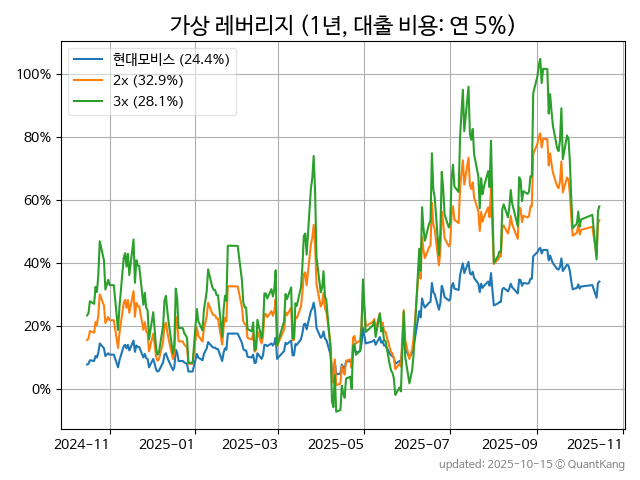 가상 레버리지 (1년, 대출 비용: 연 5%)
현대모비스 (24.4%)
2x (32.9%)
3x (28.1%)
100%
80%
60%
40%
20%
0%
2024-11 2025-01 2025-03 2025-05 2025-07 2025-09 2025-11
updated: 2025-10-15 © QuantKang